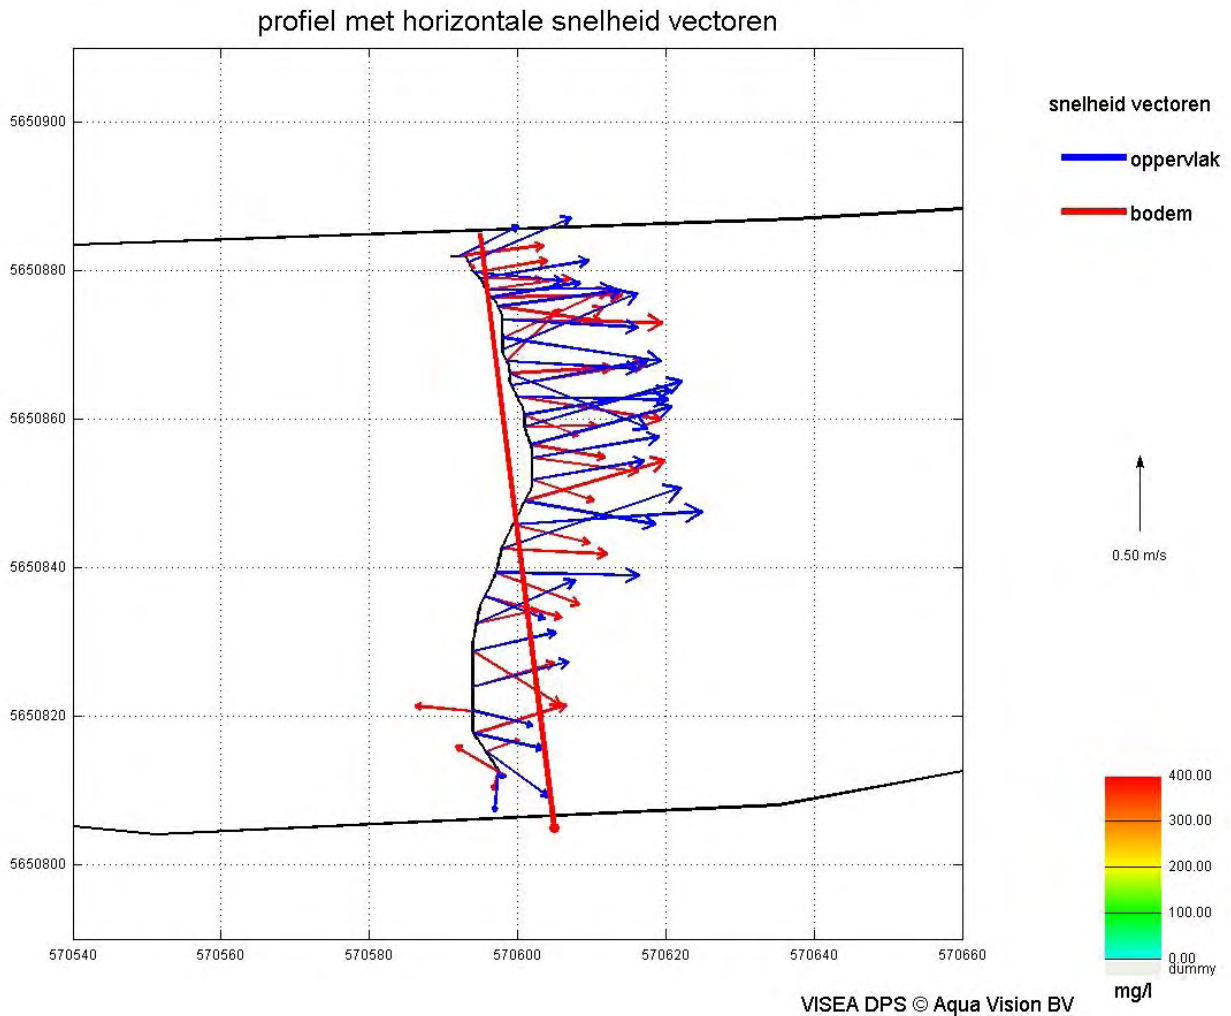 profiel met horizontale snelheid vectoren
snelheid vectoren
oppervlak
bodem
5650900
5650880
5650860
5650840
5650820
5650800
0.50 m/s
570540
570560
570580
570600
570620
570640
570660
400.00
300.00
200.00
100.00
0.00
dummy
mg/l
VISEA DPS © Aqua Vision BV